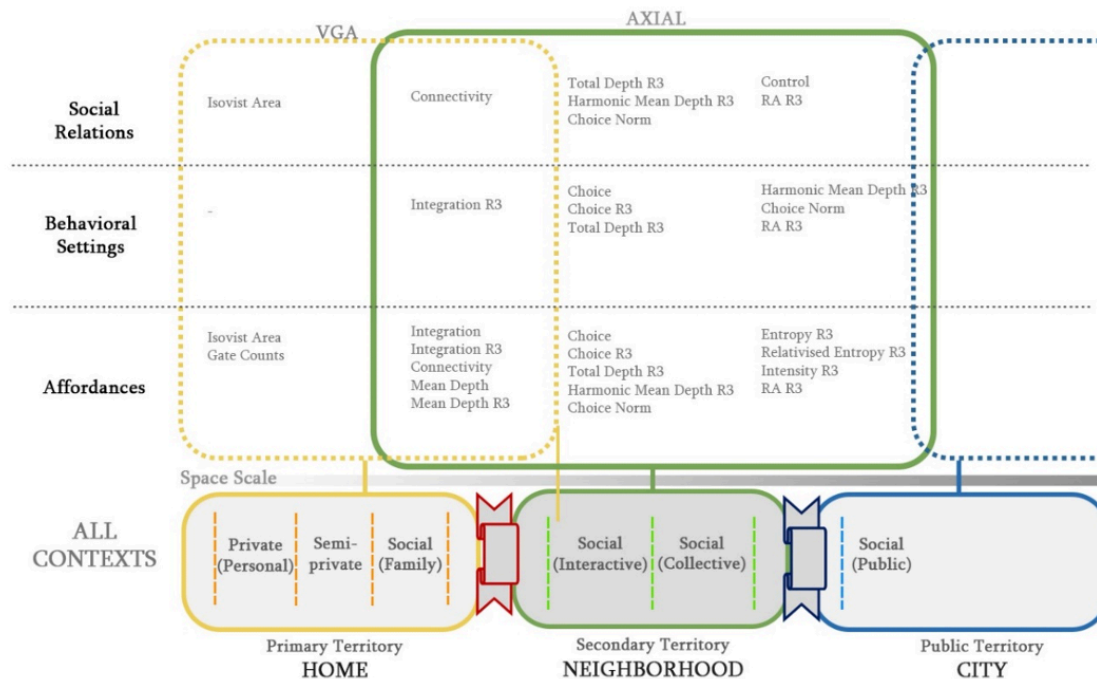 VGA
AXIAL
Social
Relations
Isovist Area
Connectivity
Total Depth R3
Harmonic Mean Depth R3
Choice Norm
Control
RA R3
Behavioral
Settings
-
Integration R3
Choice
Choice R3
Total Depth R3
Harmonic Mean Depth R3
Choice Norm
RA R3
Affordances
Isovist Area
Gate Counts
Integration
Integration R3
Connectivity
Mean Depth
Mean Depth R3
Choice
Choice R3
Total Depth R3
Harmonic Mean Depth R3
Choice Norm
Entropy R3
Relativised Entropy R3
Intensity R3
RA R3
Space Scale
ALL
CONTEXTS
Private
(Personal)
Semi-
private
Social
(Family)
Social
(Interactive)
Social
(Collective)
Social
(Public)
Primary Territory
HOME
Secondary Territory
NEIGHBORHOOD
Public Territory
CITY